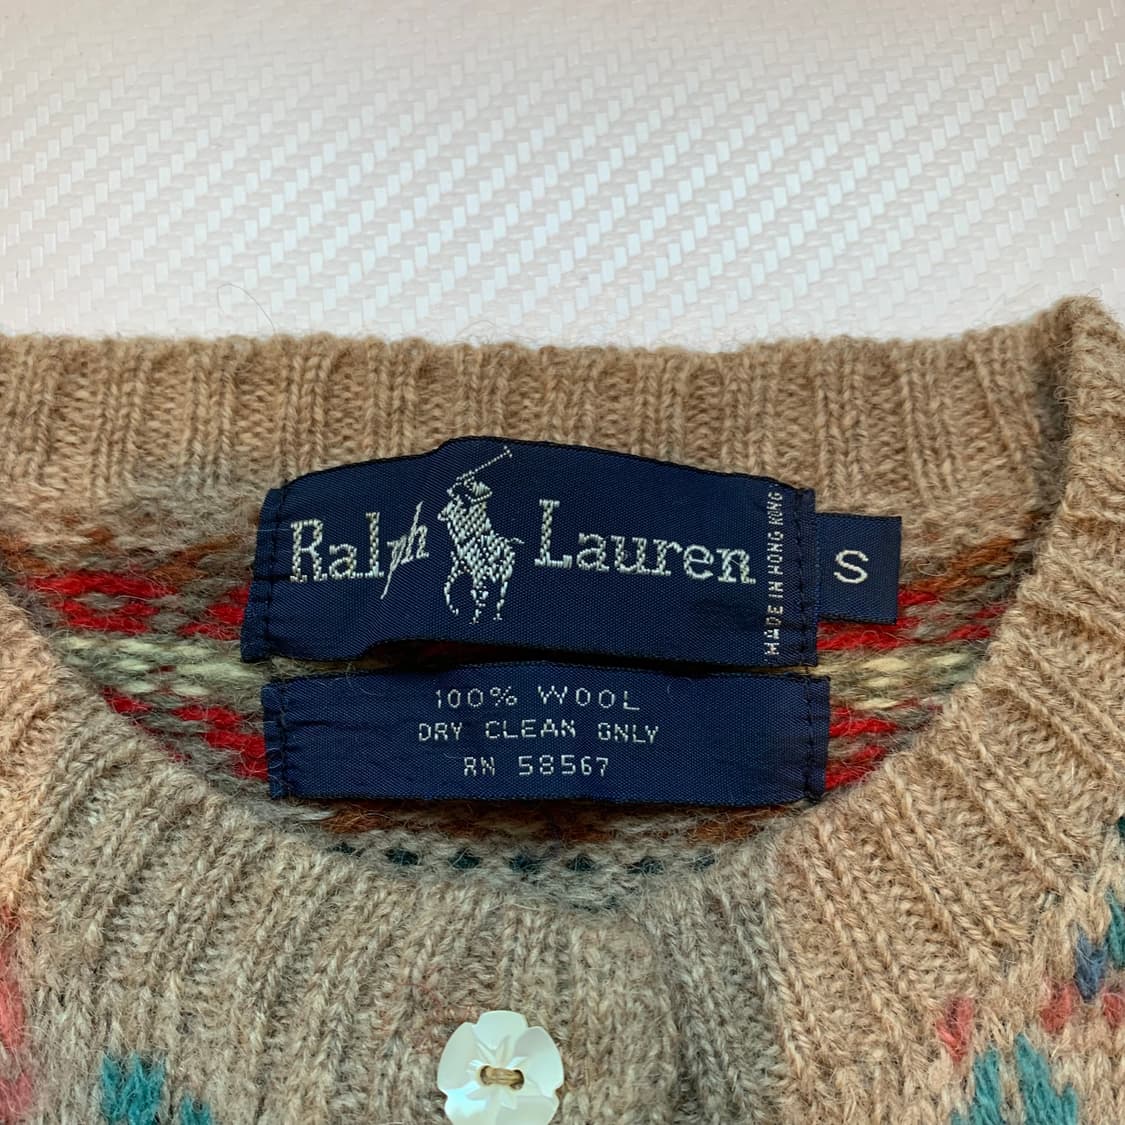 Ralph Lauren
MADE IN HONG KONG
S
100% WOOL
DRY CLEAN ONLY
RN 58567